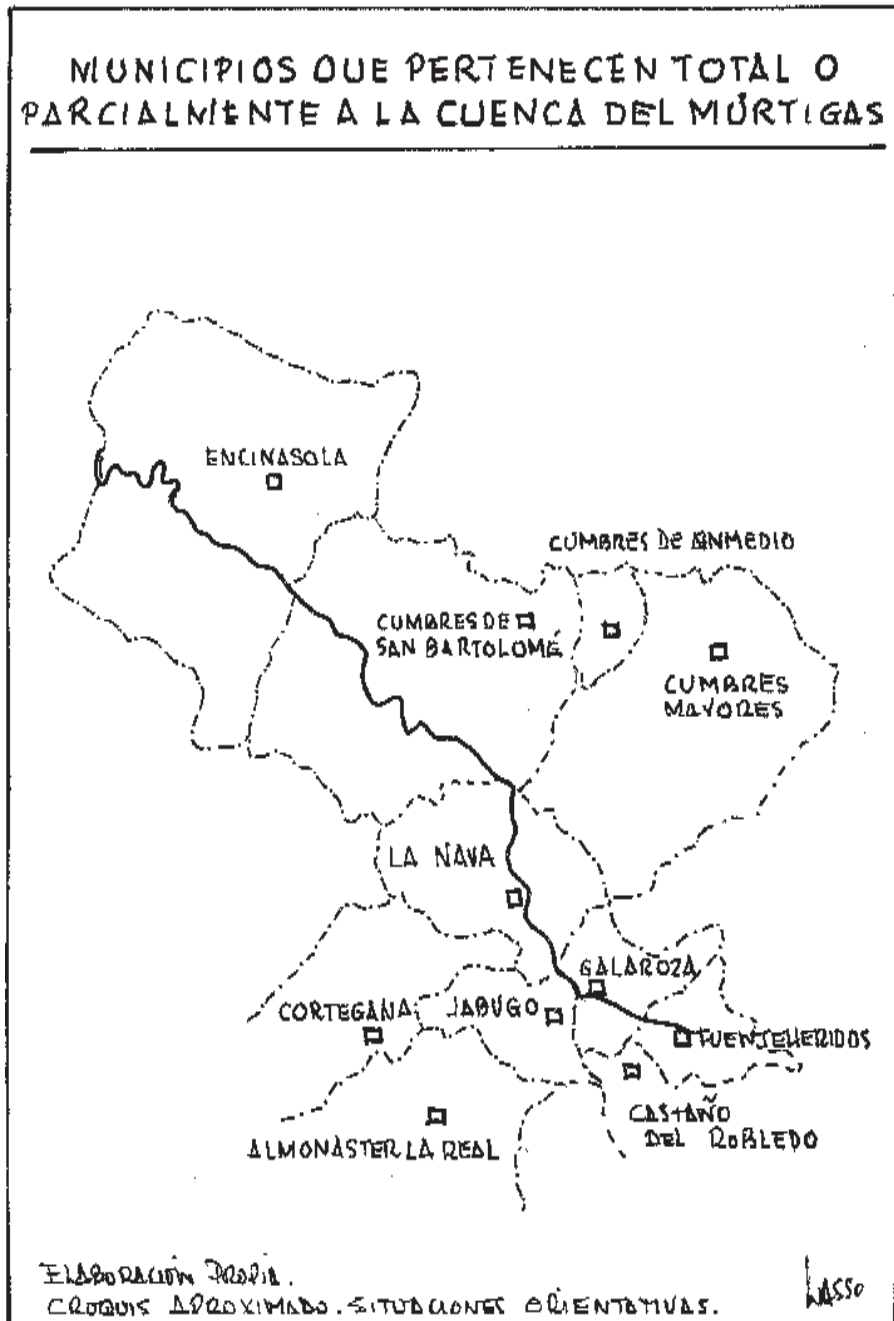 MUNICIPIOS QUE PERTENECEN TOTAL O
PARCIALMENTE A LA CUENCA DEL MÚRTIGAS
ENCINASOLA
CUMBRES DE ENMEDIO
CUMBRES DE
SAN BARTOLOMÉ
CUMBRES
MAYORES
LA NAVA
GALAROZA
CORTEGANA
JABUGO
FUENTEHERIDOS
CASTAÑO
DEL ROBLEDO
ALMONASTER LA REAL
ELABORACIÓN PROPIA.
CROQUIS APROXIMADO. SITUACIONES ORIENTATIVAS.
LASSO